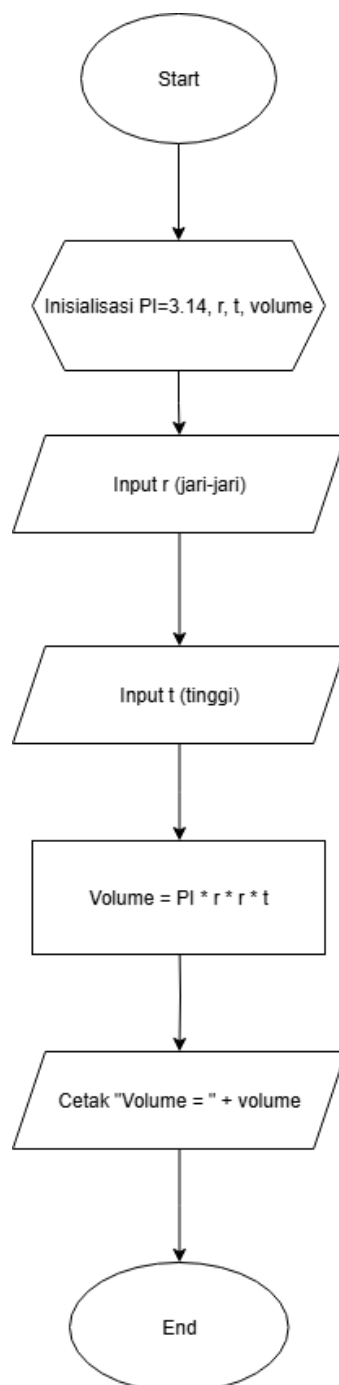 Start
Inisialisasi PI=3.14, r, t, volume
Input r (jari-jari)
Input t (tinggi)
Volume = PI * r * r * t
Cetak "Volume = " + volume
End